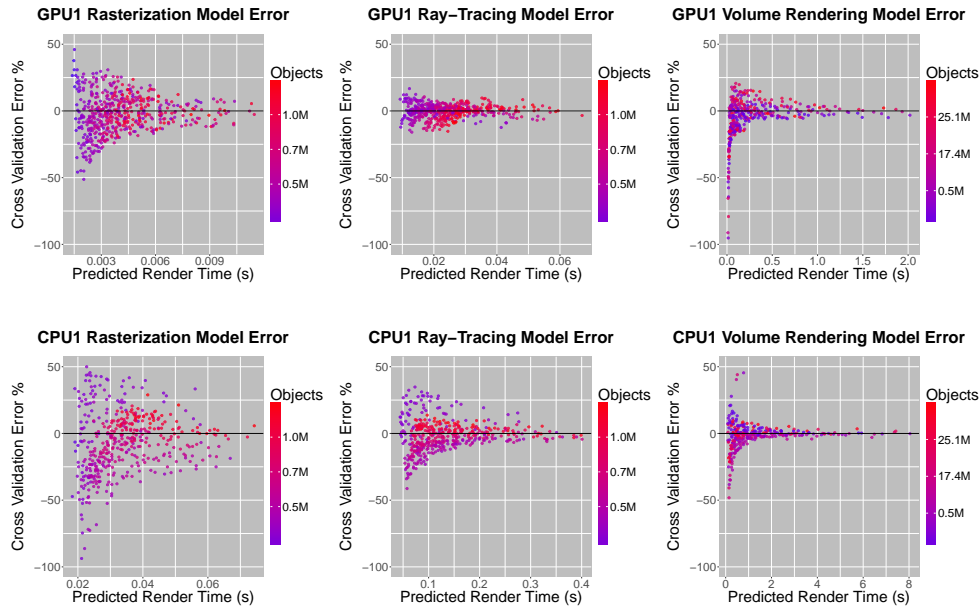 GPU1 Rasterization Model Error
GPU1 Ray−Tracing Model Error
GPU1 Volume Rendering Model Error
Cross Validation Error %
50
0
−50
−100
0.003 0.006 0.009
Predicted Render Time (s)
Objects
1.0M
0.7M
0.5M
Cross Validation Error %
50
0
−50
−100
0.02 0.04 0.06
Predicted Render Time (s)
Objects
1.0M
0.7M
0.5M
Cross Validation Error %
50
0
−50
−100
0.0 0.5 1.0 1.5 2.0
Predicted Render Time (s)
Objects
25.1M
17.4M
0.5M
CPU1 Rasterization Model Error
CPU1 Ray−Tracing Model Error
CPU1 Volume Rendering Model Error
Cross Validation Error %
50
0
−50
−100
0.02 0.04 0.06
Predicted Render Time (s)
Objects
1.0M
0.7M
0.5M
Cross Validation Error %
50
0
−50
−100
0.1 0.2 0.3 0.4
Predicted Render Time (s)
Objects
1.0M
0.7M
0.5M
Cross Validation Error %
50
0
−50
−100
0 2 4 6 8
Predicted Render Time (s)
Objects
25.1M
17.4M
0.5M